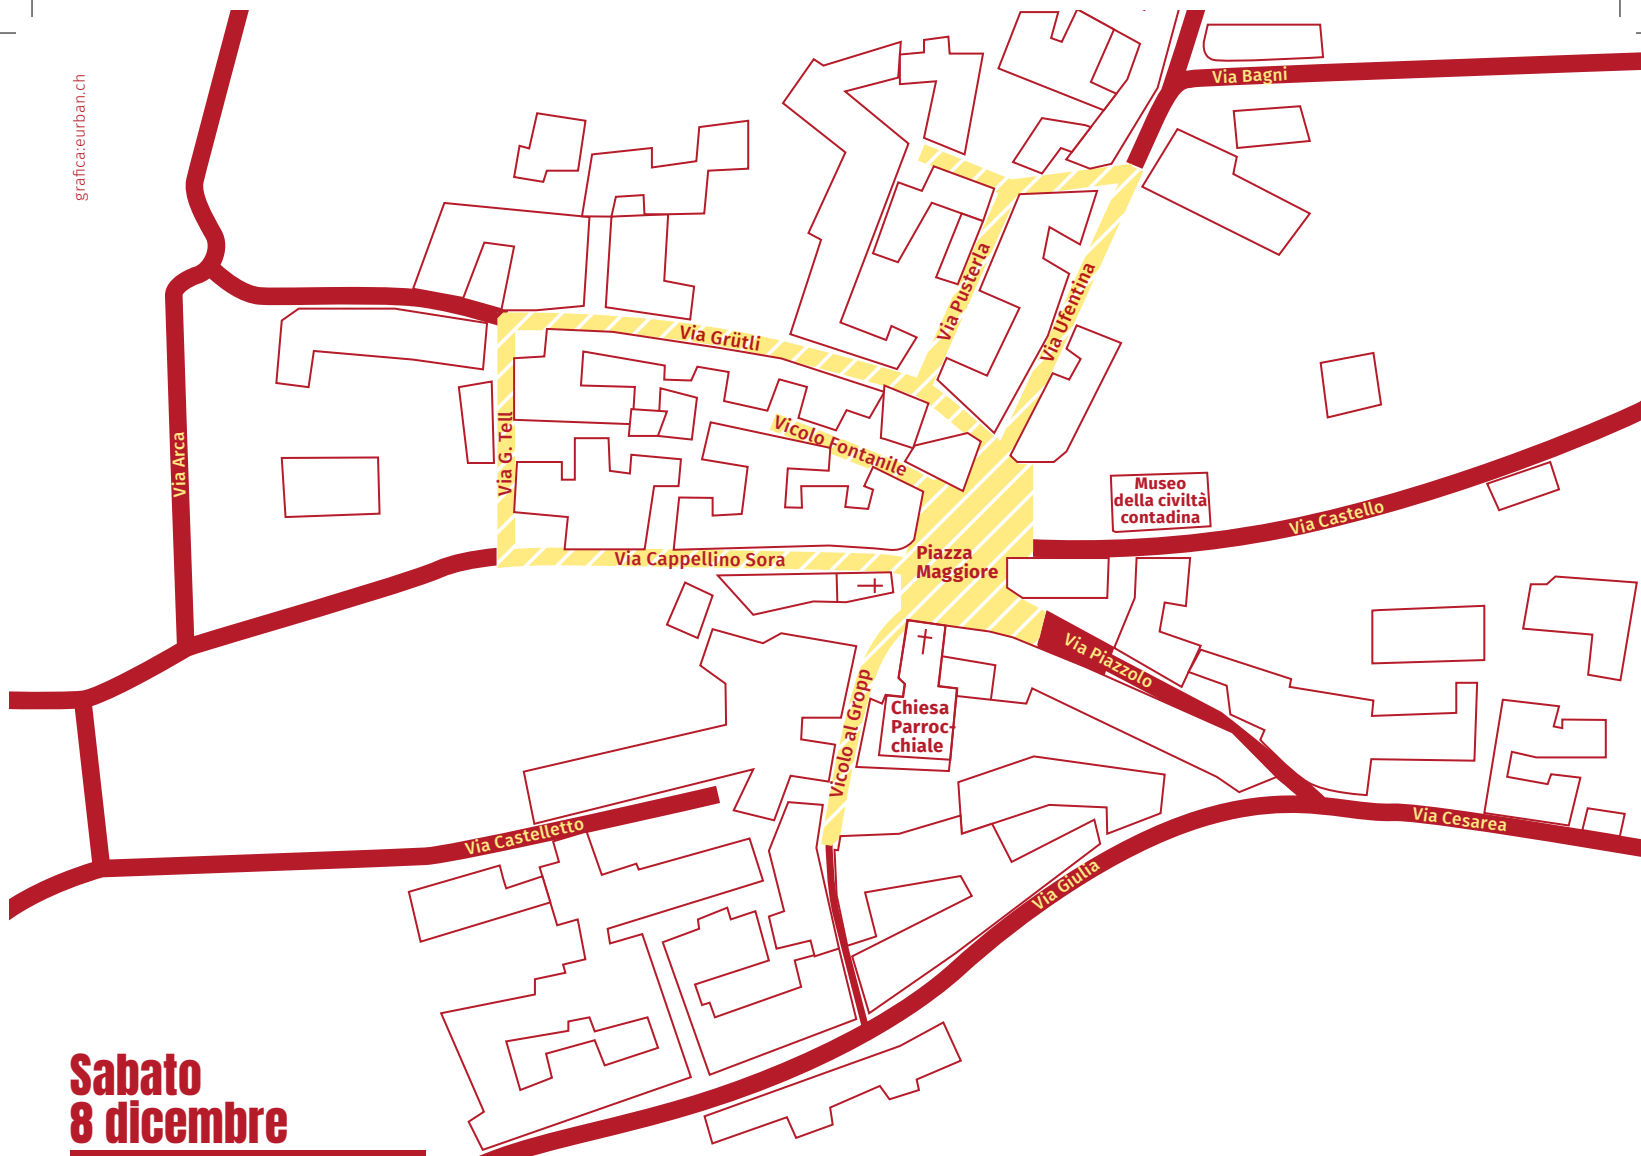 grafica:eurban.ch
Via Bagni
Via Pusterla
Via Ufentina
Via Grütli
Via G. Tell
Via Arca
Vicolo Fontanile
Museo
della civiltà
contadina
Via Castello
Via Cappellino Sora
Piazza
Maggiore
Via Piazzolo
Chiesa
Parroc-
chiale
Vicolo al Gropp
Via Castelletto
Via Cesarea
Via Giulia
Sabato
8 dicembre